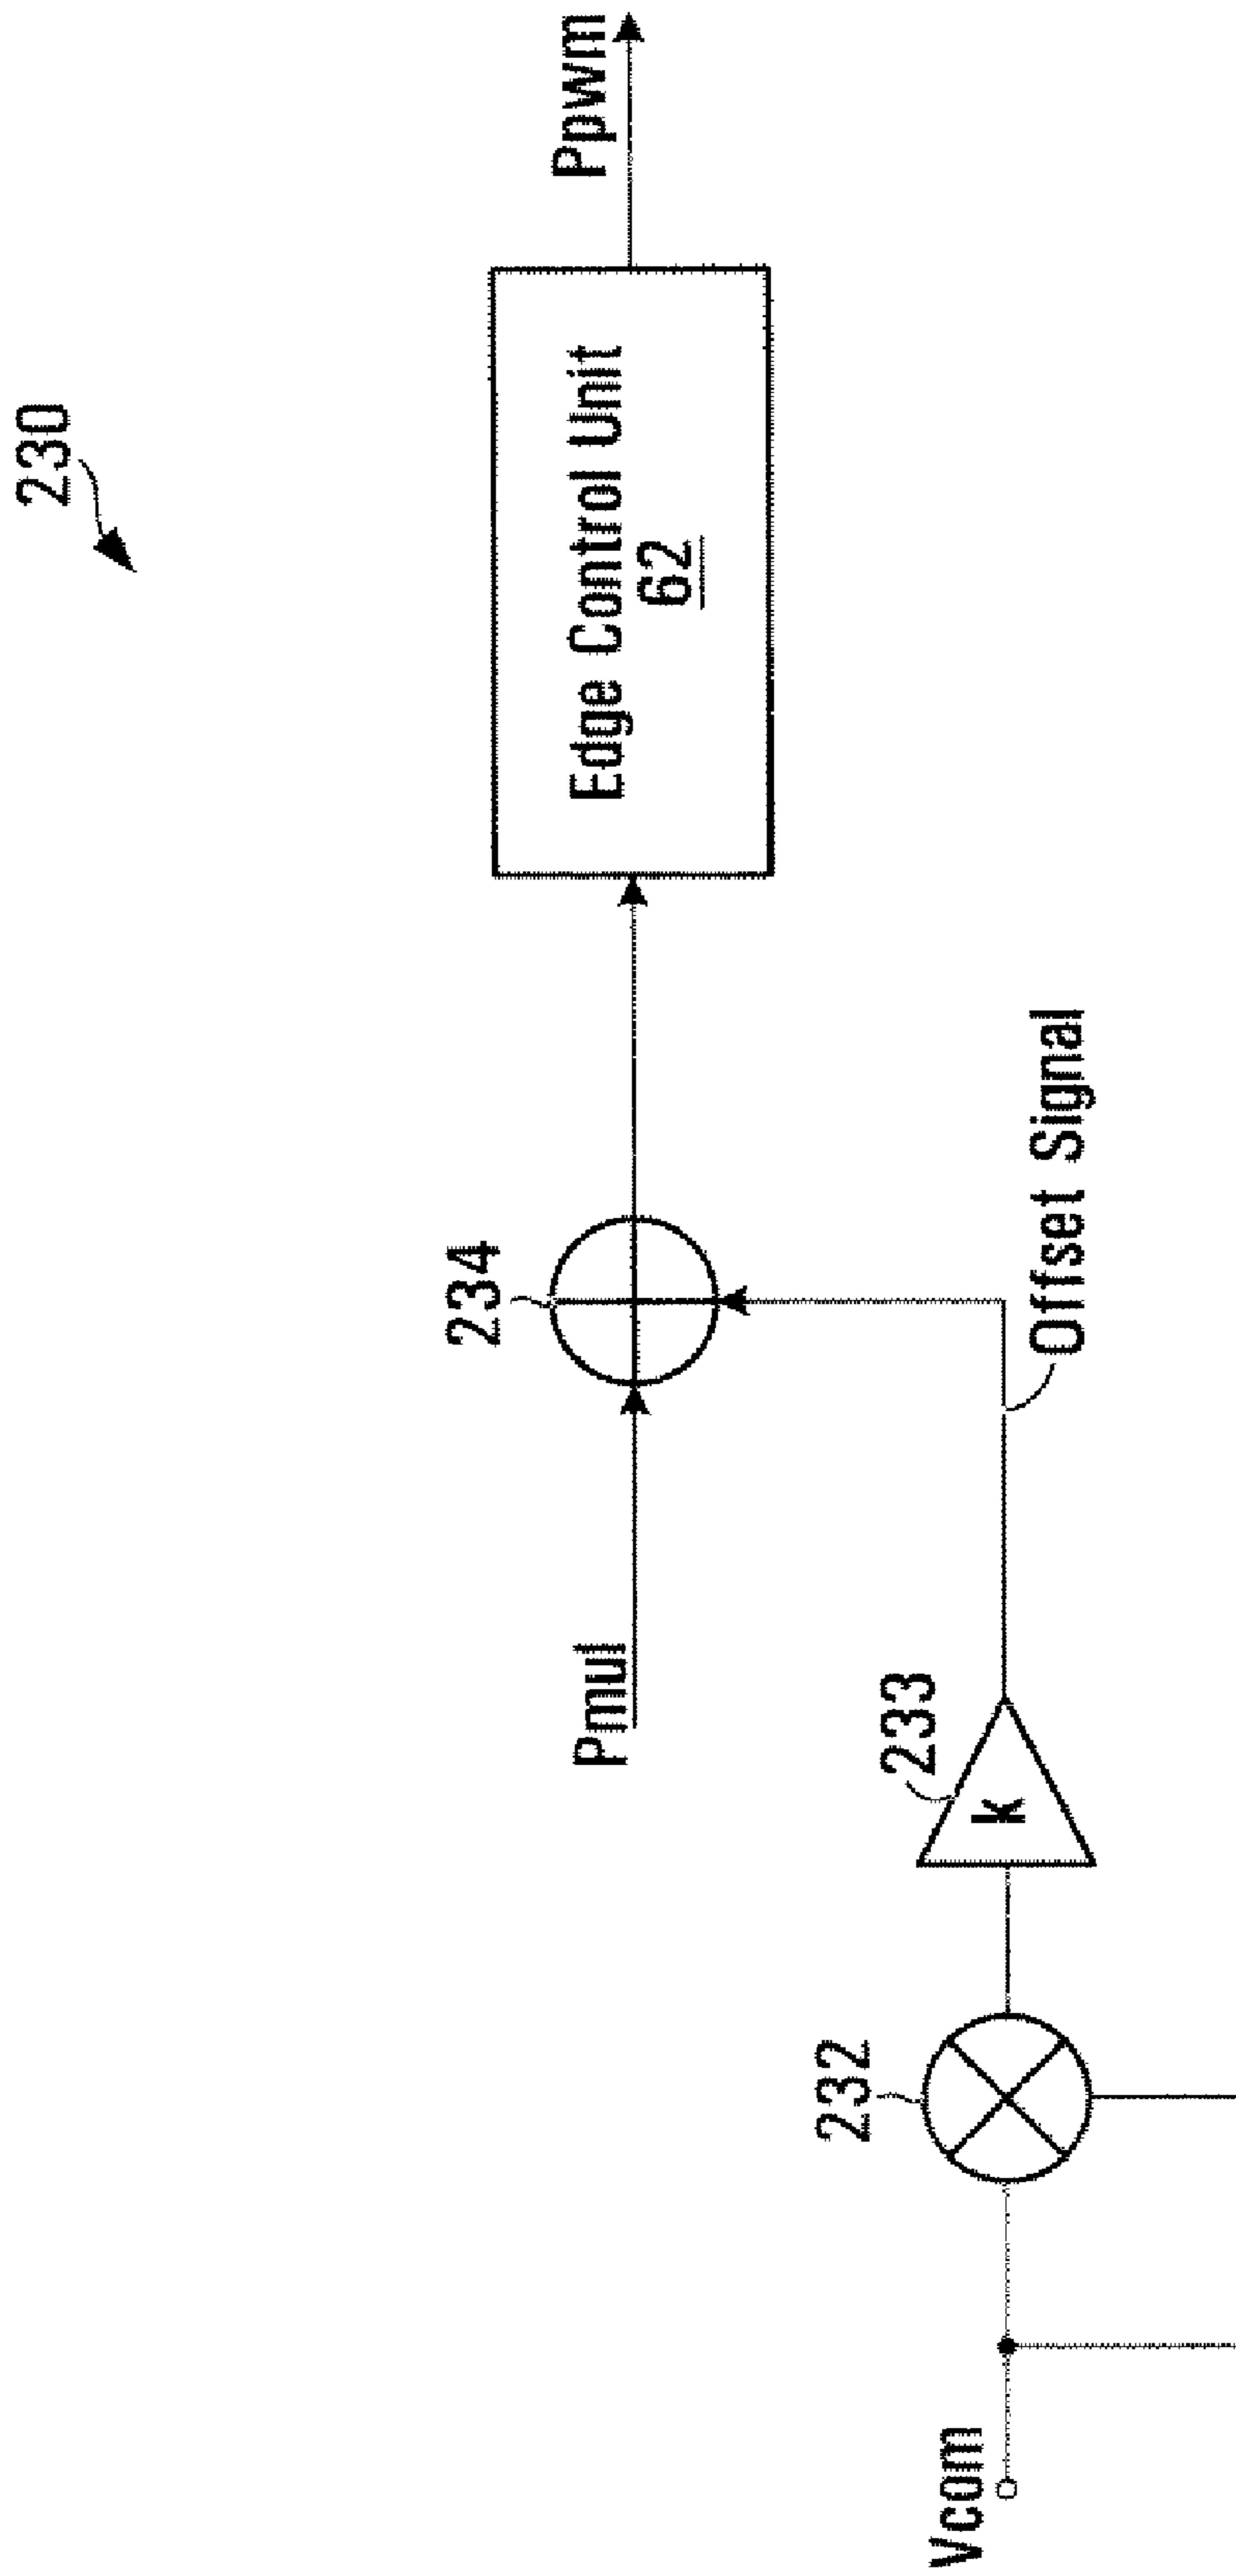 230
Ppwm
Edge Control Unit
62
234
Pmul
Offset Signal
233
k
232
Vcom